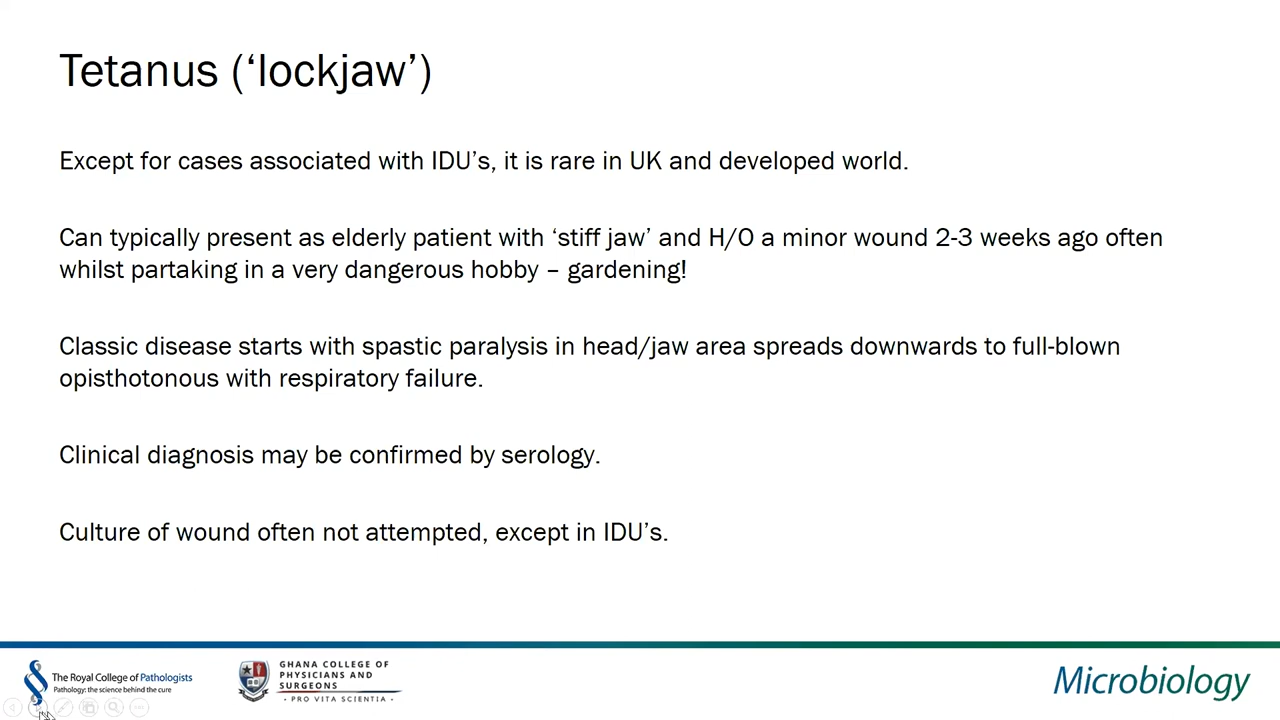 Tetanus (‘lockjaw’)
Except for cases associated with IDU’s, it is rare in UK and developed world.
Can typically present as elderly patient with ‘stiff jaw’ and H/O a minor wound 2-3 weeks ago often
whilst partaking in a very dangerous hobby – gardening!
Classic disease starts with spastic paralysis in head/jaw area spreads downwards to full-blown
opisthotonous with respiratory failure.
Clinical diagnosis may be confirmed by serology.
Culture of wound often not attempted, except in IDU’s.
The Royal College of Pathologists
Pathology: the science behind the cure
GHANA COLLEGE OF
PHYSICIANS AND
SURGEONS
- PRO VITA SCIENTIA -
Microbiology